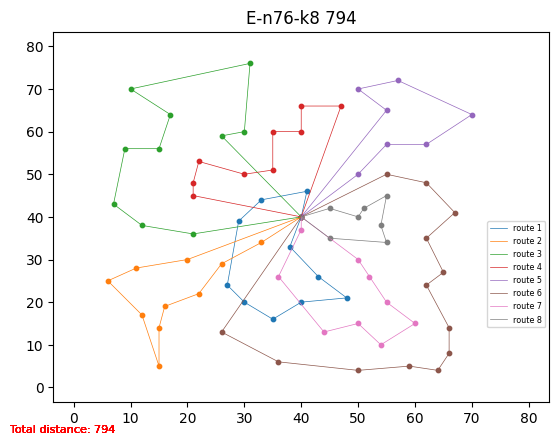 E-n76-k8 794
80
70
60
50
40
30
20
10
0
route 1
route 2
route 3
route 4
route 5
route 6
route 7
route 8
0 10 20 30 40 50 60 70 80
Total distance: 794